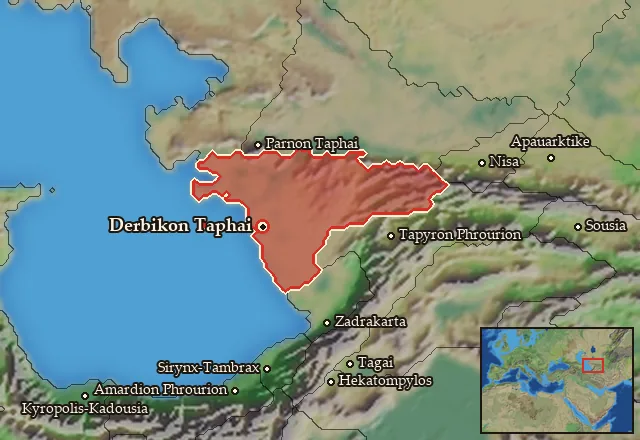 Parnon Taphai
Apauarktike
Nisa
Derbikon Taphai
Tapyron Phrourion
Sousia
Zadrakarta
Sirynx-Tambrax
Tagai
Amardion Phrourion
Hekatompylos
Kyropolis-Kadousia